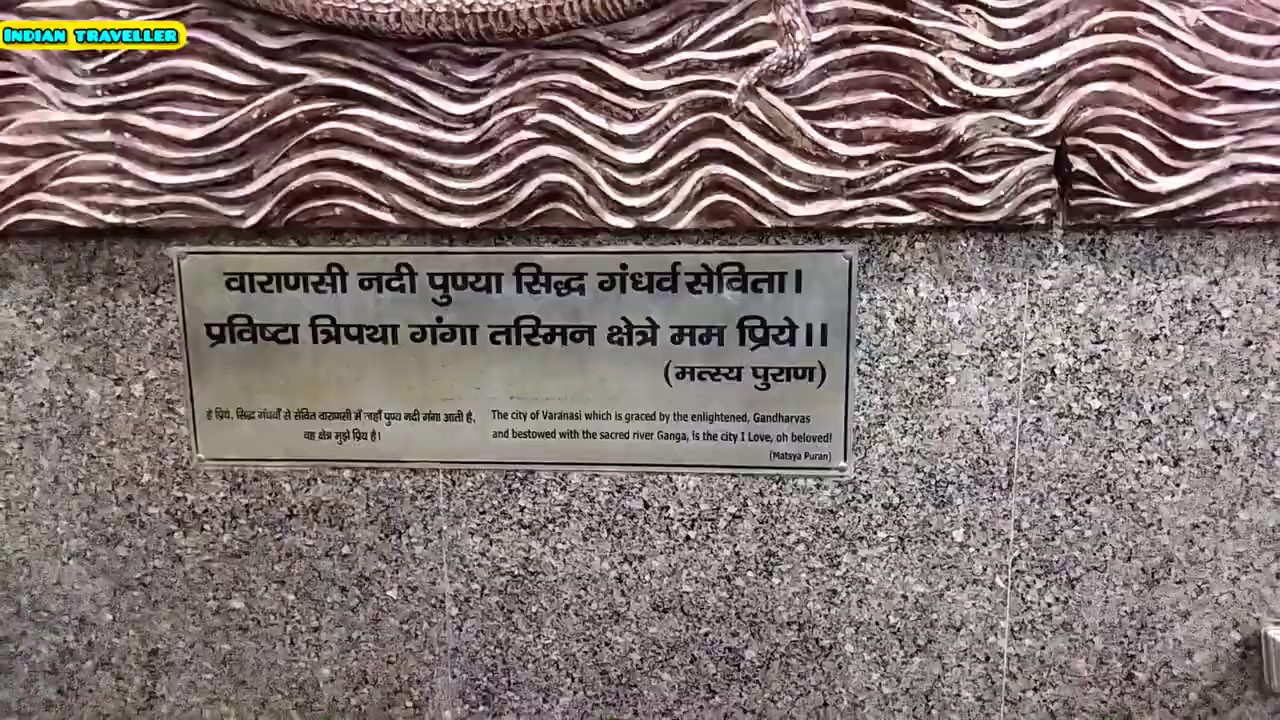 INDIAN TRAVELLER
वाराणसी नदी पुण्या सिद्ध गंधर्व सेविता।
प्रविष्टा त्रिपथा गंगा तस्मिन क्षेत्रे मम प्रिये।।
(मत्स्य पुराण)
हे प्रिये, सिद्ध गंधर्वों से सेवित वाराणसी में जहाँ पुण्य नदी गंगा आती है,
वह क्षेत्र मुझे प्रिय है।
The city of Varanasi which is graced by the enlightened, Gandharvas
and bestowed with the sacred river Ganga, is the city I Love, oh beloved!
(Matsya Puran)